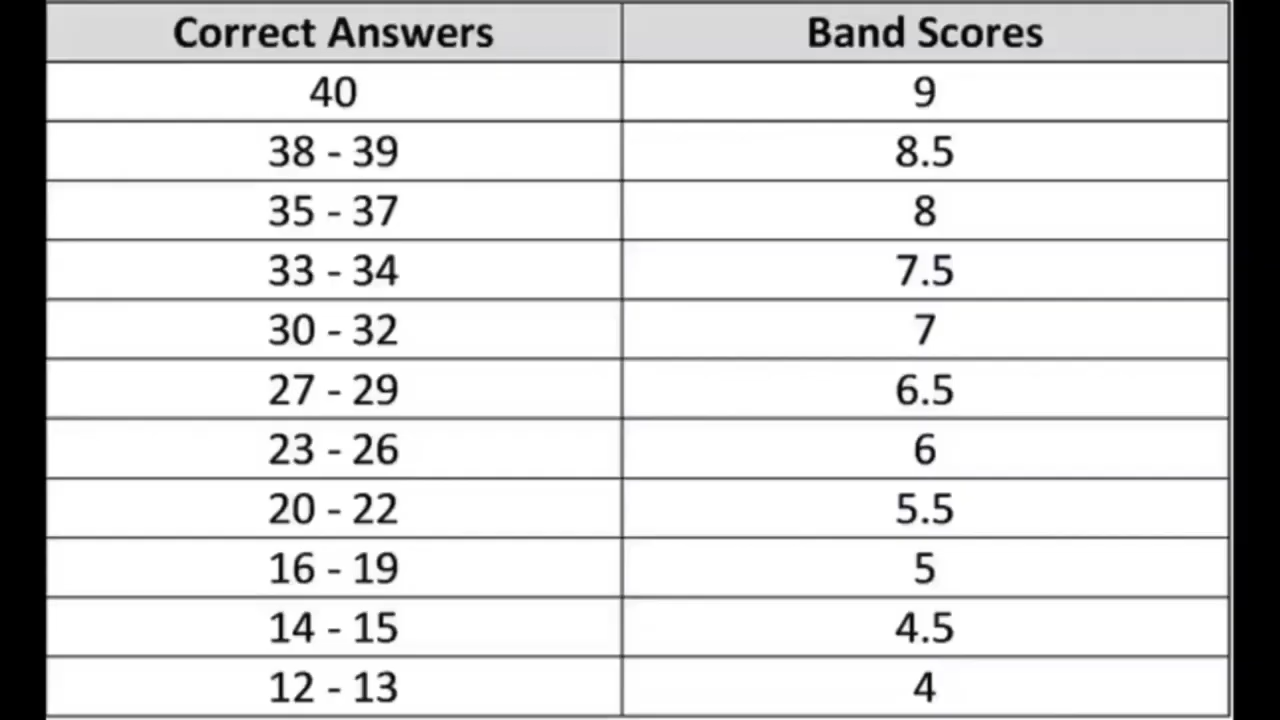 Correct Answers Band Scores
40 9
38 - 39 8.5
35 - 37 8
33 - 34 7.5
30 - 32 7
27 - 29 6.5
23 - 26 6
20 - 22 5.5
16 - 19 5
14 - 15 4.5
12 - 13 4